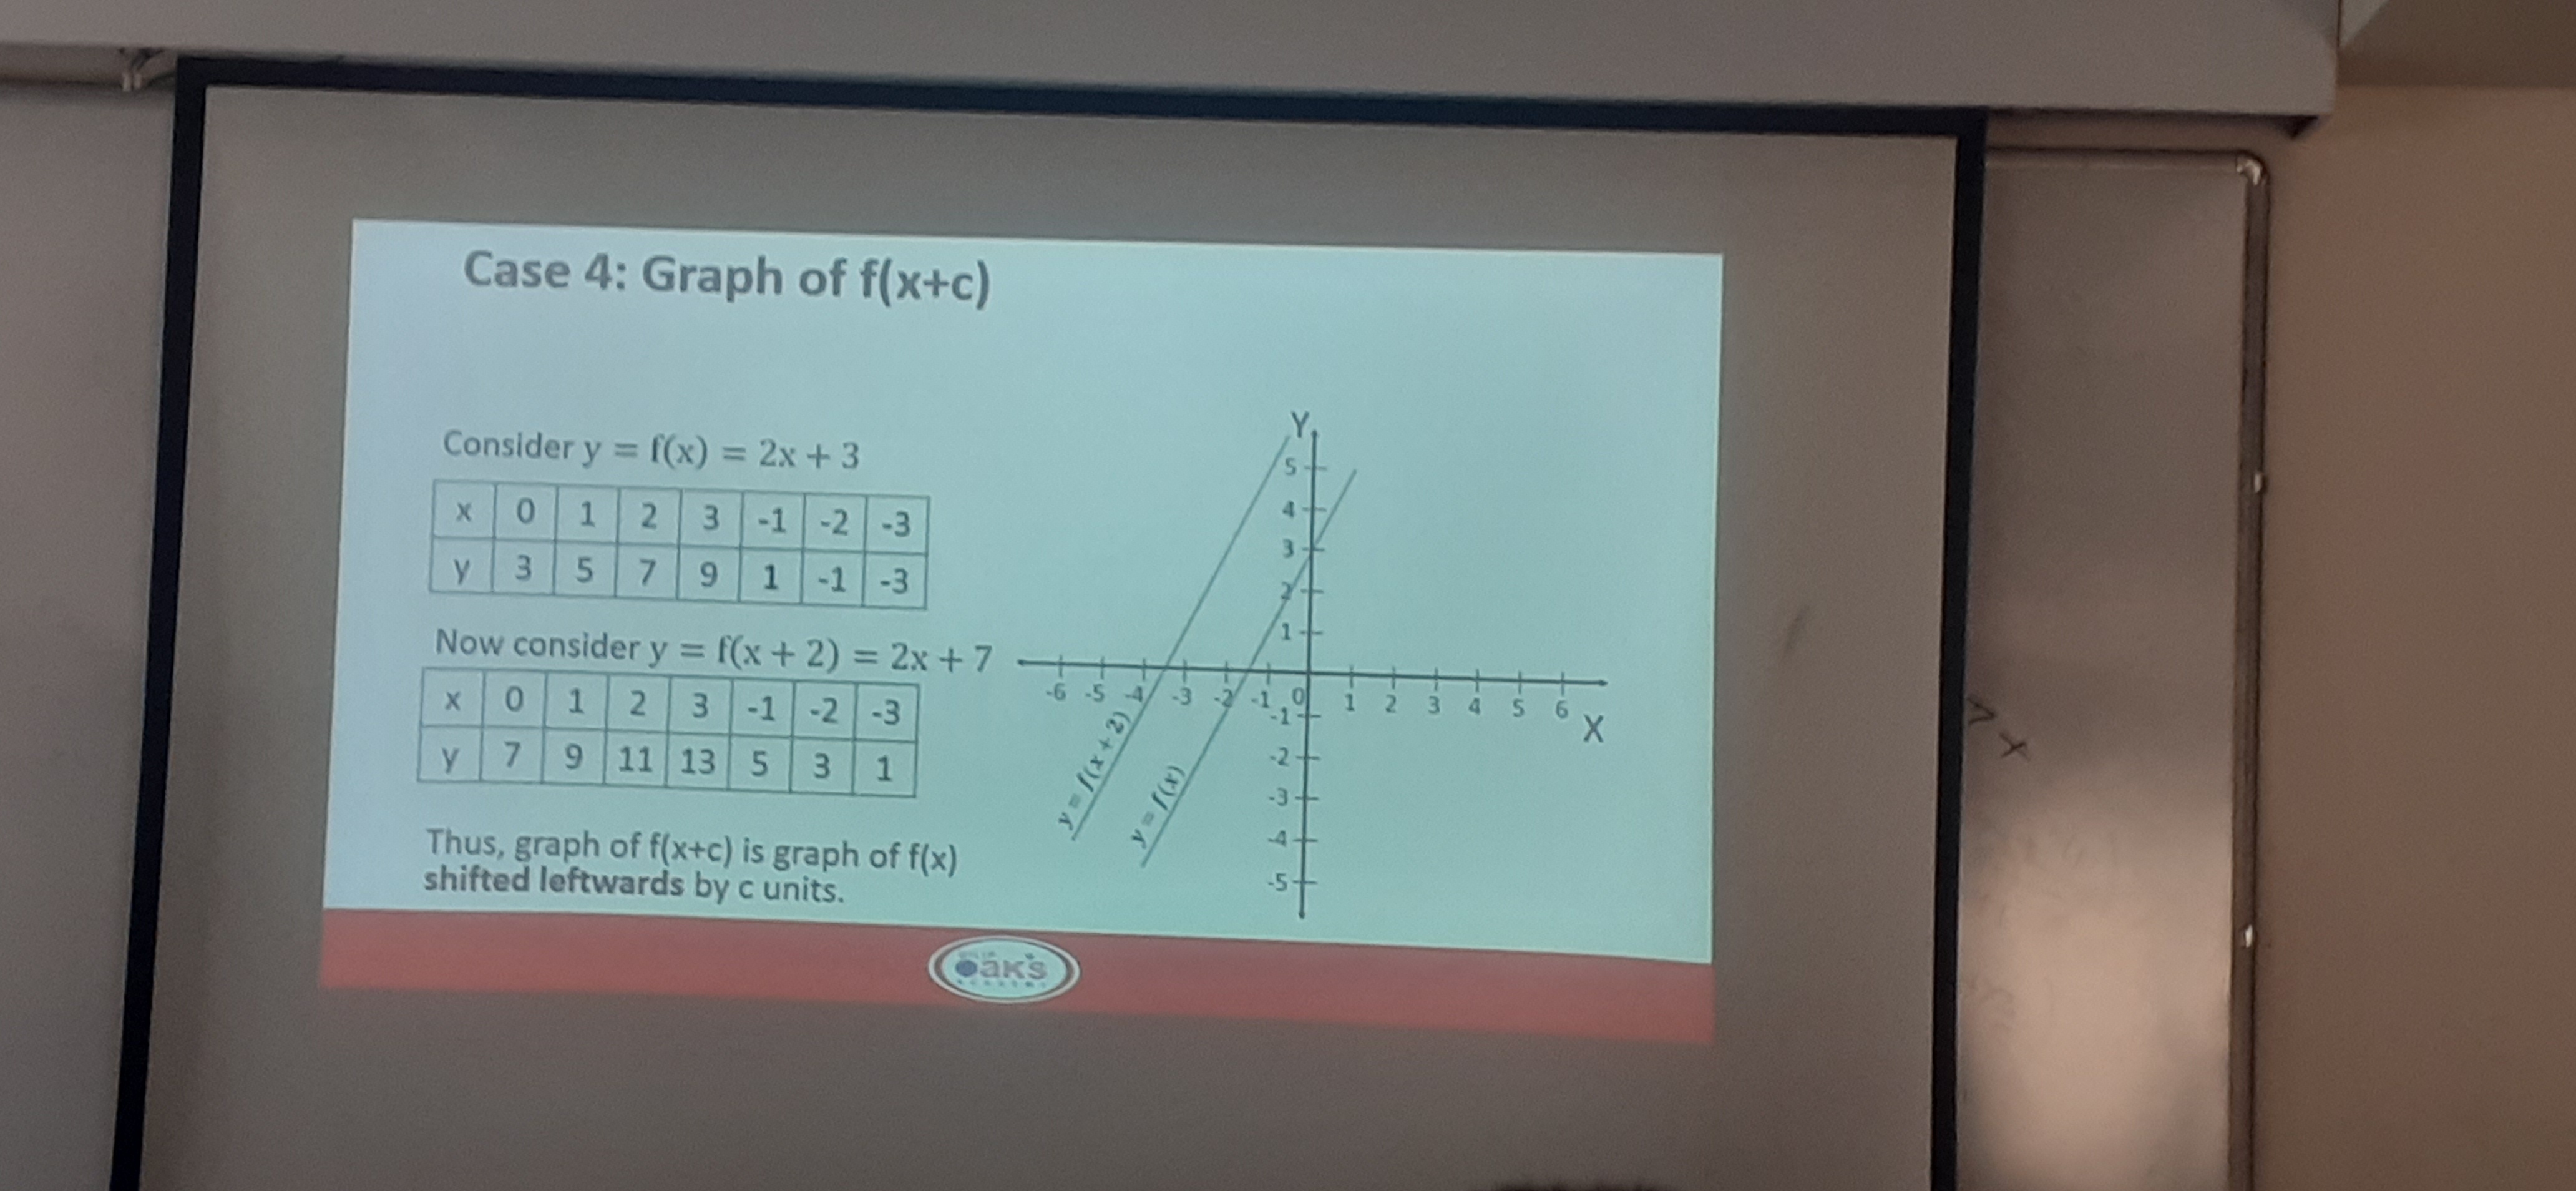 Case 4: Graph of f(x+c)
Consider y = f(x) = 2x + 3
x 0 1 2 3 -1 -2 -3
y 3 5 7 9 1 -1 -3
Now consider y = f(x + 2) = 2x + 7
x 0 1 2 3 -1 -2 -3
y 7 9 11 13 5 3 1
Thus, graph of f(x+c) is graph of f(x)
shifted leftwards by c units.
Y
5
4
3
2
1
-6 -5 -4 -3 -2 -1 0 1 2 3 4 5 6
X
-1
-2
-3
-4
-5
y = f(x + 2)
y = f(x)
OAKS